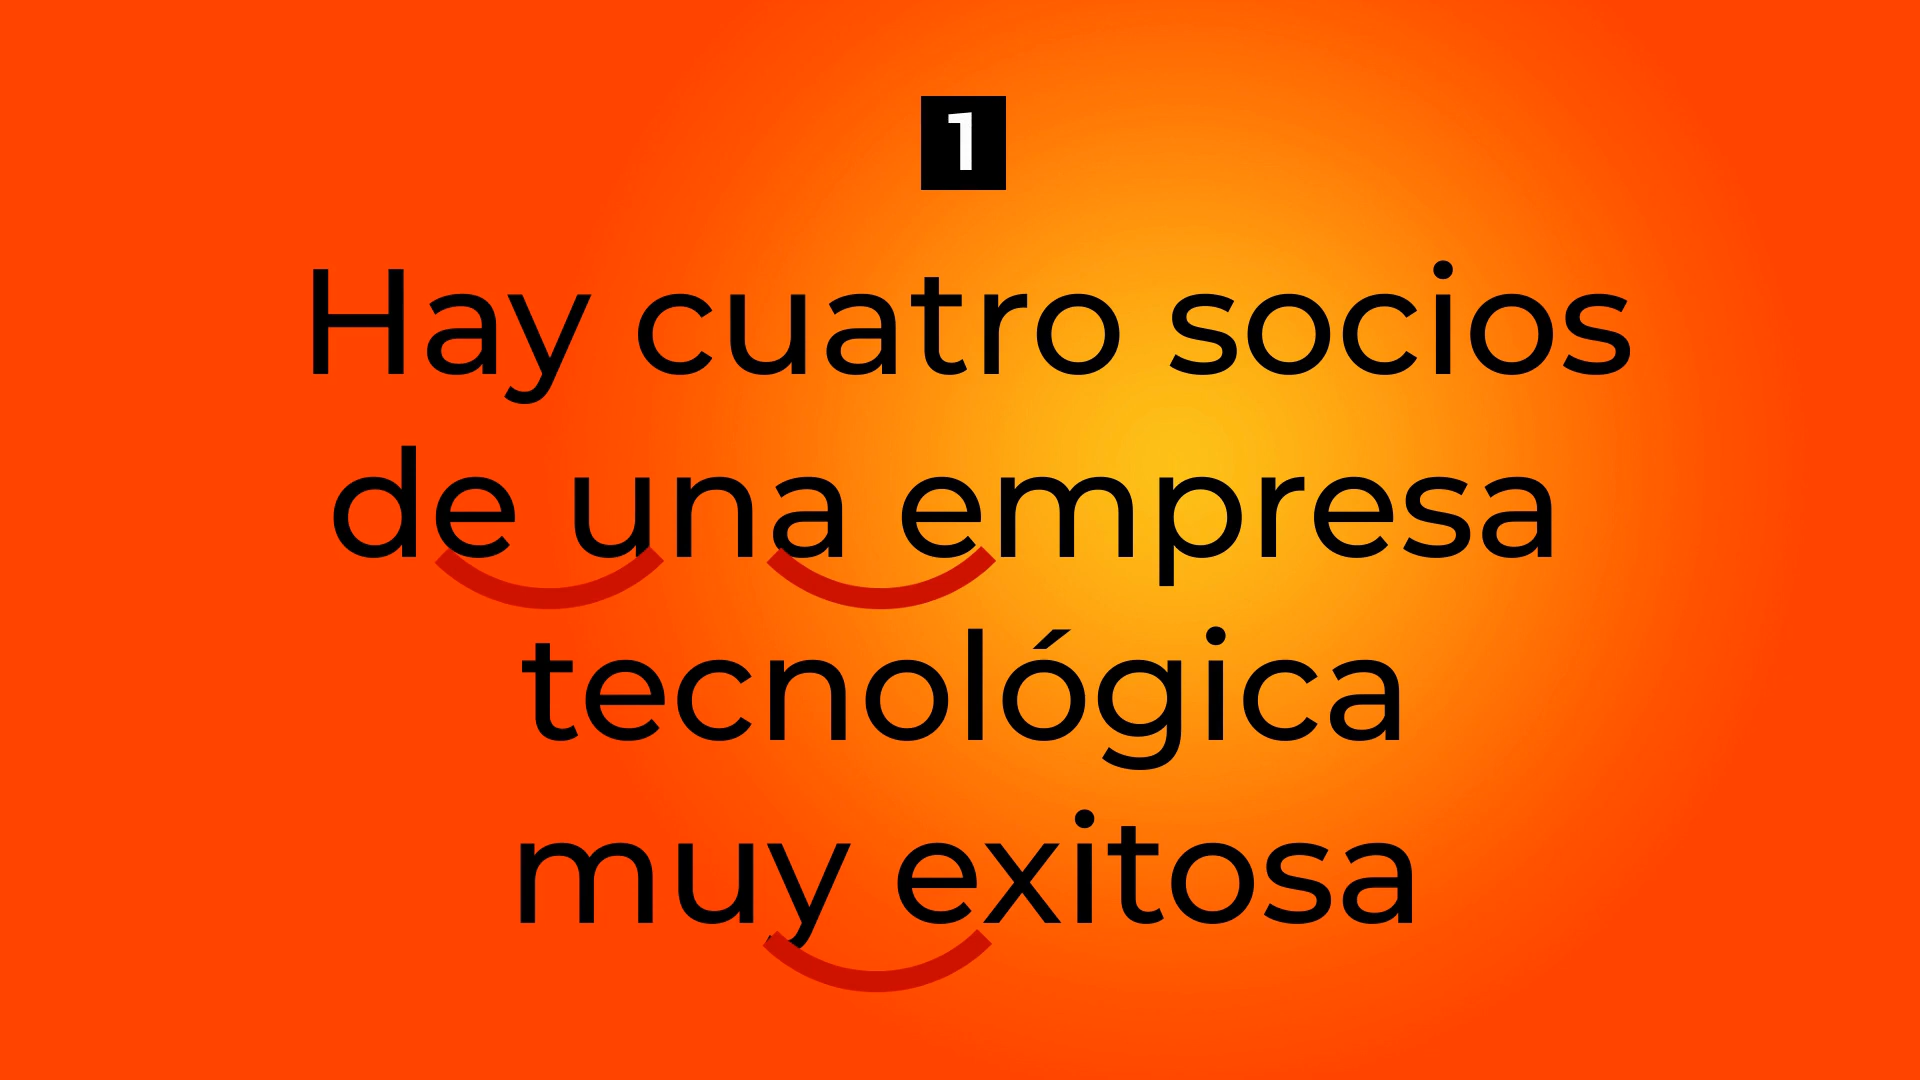 1
Hay cuatro socios
de una empresa
tecnológica
muy exitosa